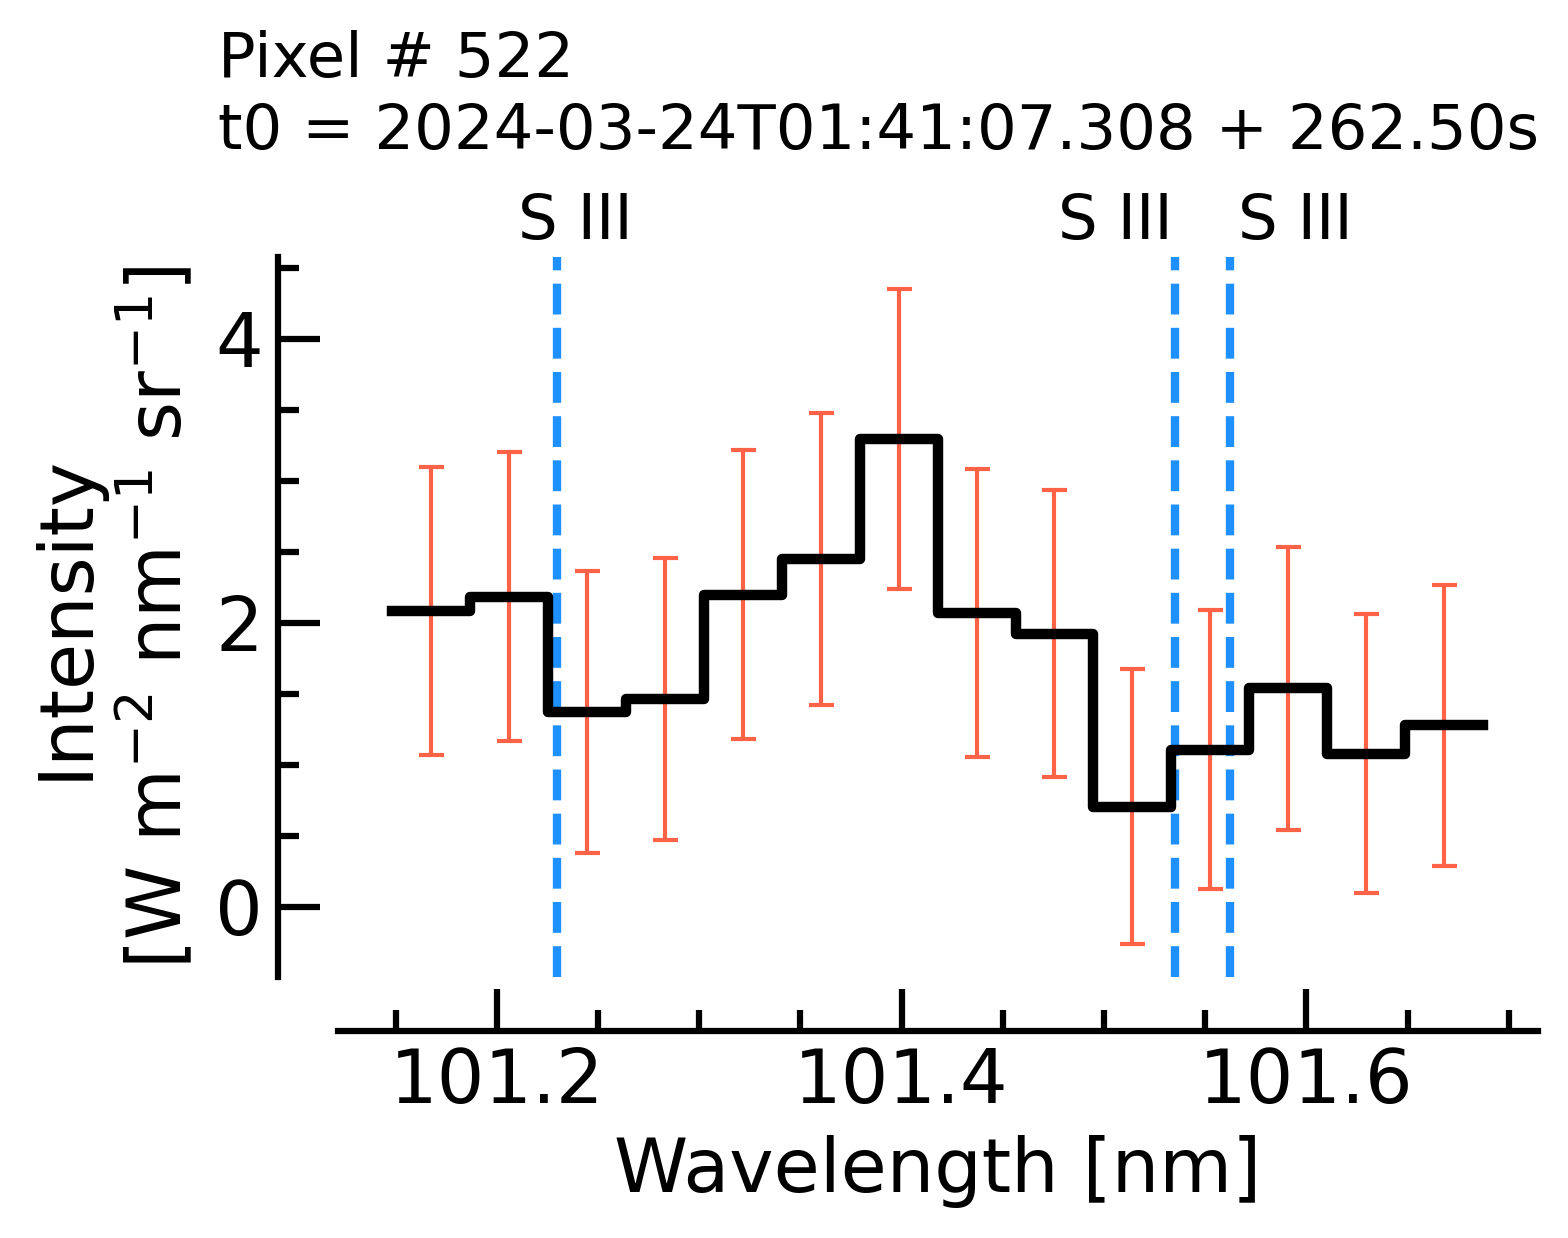 Pixel # 522
t0 = 2024-03-24T01:41:07.308 + 262.50s
S III S III S III
Intensity
[W m⁻² nm⁻¹ sr⁻¹]
4
2
0
101.2 101.4 101.6
Wavelength [nm]